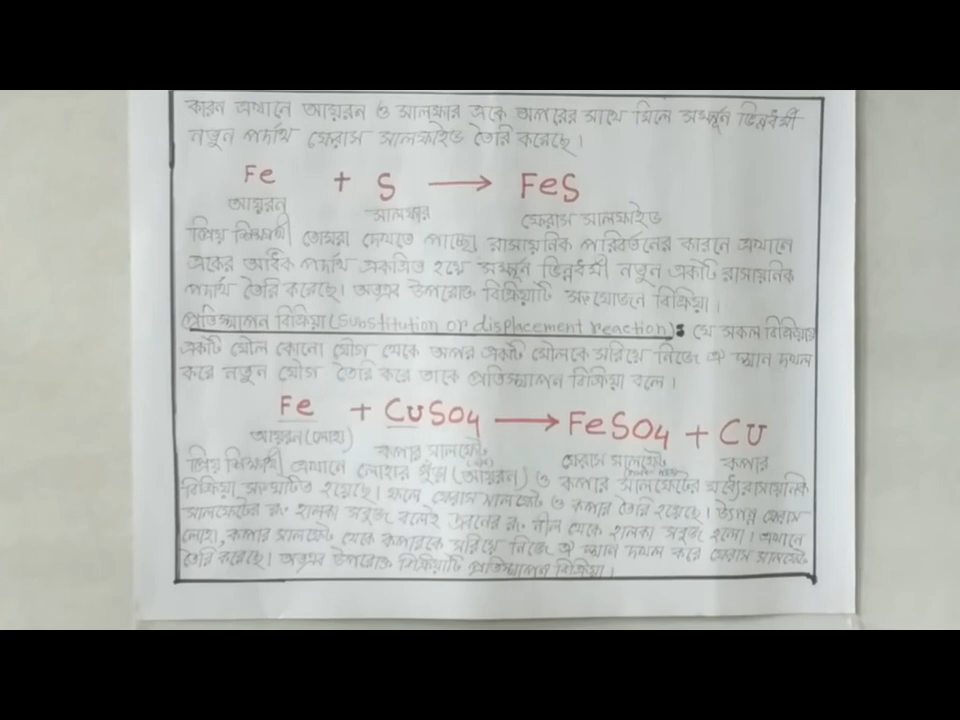 কারন এখানে আয়রন ও সালফার একে অপরের সাথে মিলে সম্পূর্ন ভিন্নধর্মী
নতুন পদার্থ ফেরাস সালফাইড তৈরি করেছে।
Fe + S ⟶ FeS
আয়রন সালফার ফেরাস সালফাইড
প্রিয় শিক্ষার্থী তোমরা দেখতে পাচ্ছো রাসায়নিক পরিবর্তনের কারনে এখানে
একের অধিক পদার্থ একত্রিত হয়ে সম্পূর্ন ভিন্নধর্মী নতুন একটি রাসায়নিক
পদার্থ তৈরি করেছে। অতএব উপরোক্ত বিক্রিয়াটি সংযোজন বিক্রিয়া।
প্রতিস্থাপন বিক্রিয়া (Substitution or displacement reaction): যে সকল বিক্রিয়ায়
একটি মৌল কোনো যৌগ থেকে অপর একটি মৌলকে সরিয়ে নিজে ঐ স্থান দখল
করে নতুন যৌগ তৈরি করে তাকে প্রতিস্থাপন বিক্রিয়া বলে।
Fe + CuSO4 ⟶ FeSO4 + Cu
আয়রন (লোহা) কপার সালফেট ফেরাস সালফেট কপার
প্রিয় শিক্ষার্থী এখানে লোহার গুঁড়া (আয়রন) ও কপার সালফেটের মধ্যে রাসায়নিক
বিক্রিয়া সংঘটিত হয়েছে। ফলে ফেরাস সালফেট ও কপার তৈরি হয়েছে। উৎপন্ন ফেরাস
সালফেটের রং হালকা সবুজ বলেই দ্রবনের রং নীল থেকে হালকা সবুজ হলো। এখানে
লোহা, কপার সালফেট থেকে কপারকে সরিয়ে নিজে ঐ স্থান দখল করে ফেরাস সালফেট
তৈরি করেছে। অতএব উপরোক্ত বিক্রিয়াটি প্রতিস্থাপন বিক্রিয়া।